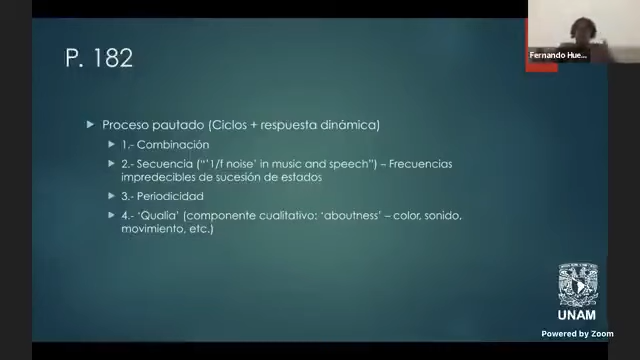 Fernando Hue...
P. 182
Proceso pautado (Ciclos + respuesta dinámica)
1.- Combinación
2.- Secuencia (“’1/f noise’ in music and speech”) – Frecuencias
impredecibles de sucesión de estados
3.- Periodicidad
4.- ‘Qualia’ (componente cualitativo: ‘aboutness’ – color, sonido,
movimiento, etc.)
UNAM
Powered by Zoom